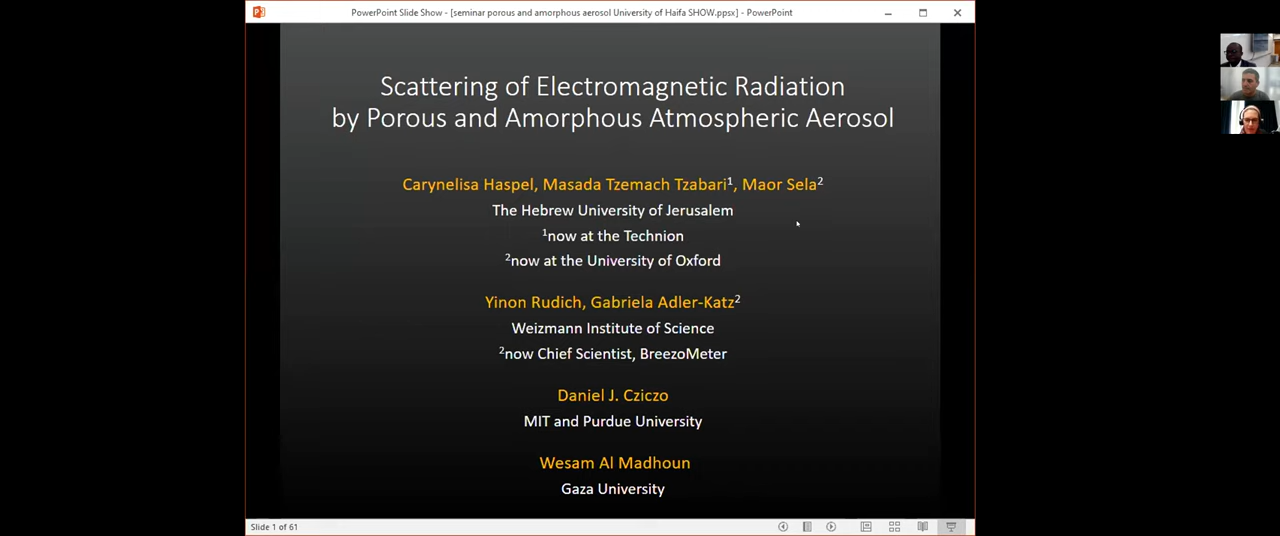 PowerPoint Slide Show - [seminar porous and amorphous aerosol University of Haifa SHOW.ppsx] - PowerPoint
Scattering of Electromagnetic Radiation
by Porous and Amorphous Atmospheric Aerosol
Carynelisa Haspel, Masada Tzemach Tzabari¹, Maor Sela²
The Hebrew University of Jerusalem
¹now at the Technion
²now at the University of Oxford
Yinon Rudich, Gabriela Adler-Katz²
Weizmann Institute of Science
²now Chief Scientist, BreezoMeter
Daniel J. Cziczo
MIT and Purdue University
Wesam Al Madhoun
Gaza University
Slide 1 of 61